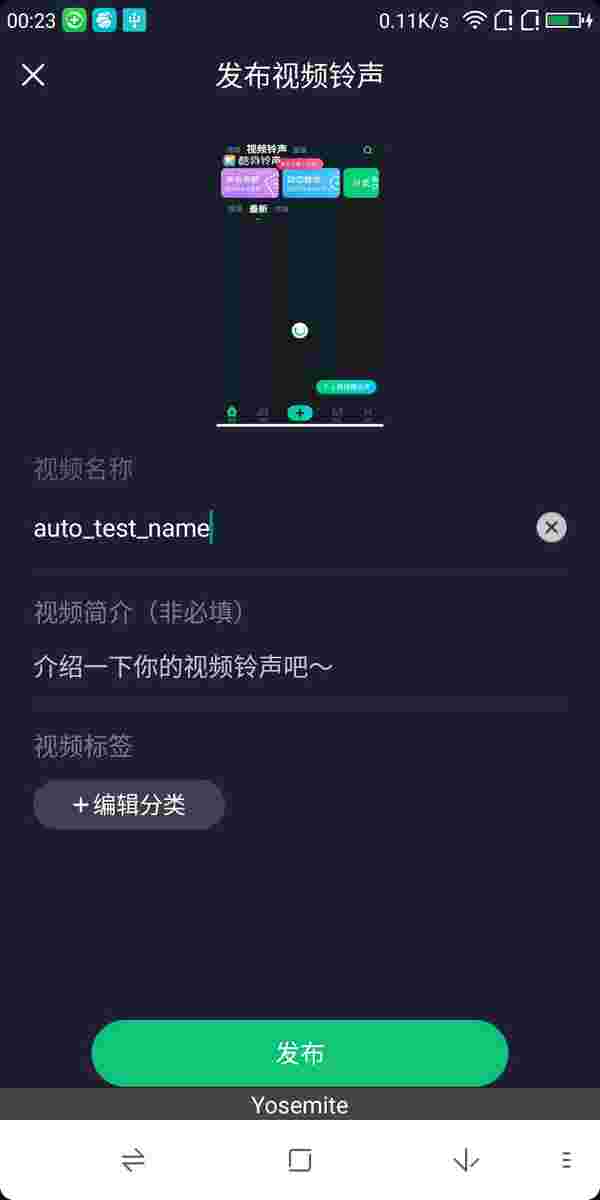 00:23
0.11K/s
发布视频铃声
视频铃声
酷狗铃声
最新
视频名称
auto_test_name
视频简介（非必填）
介绍一下你的视频铃声吧～
视频标签
+编辑分类
发布
Yosemite